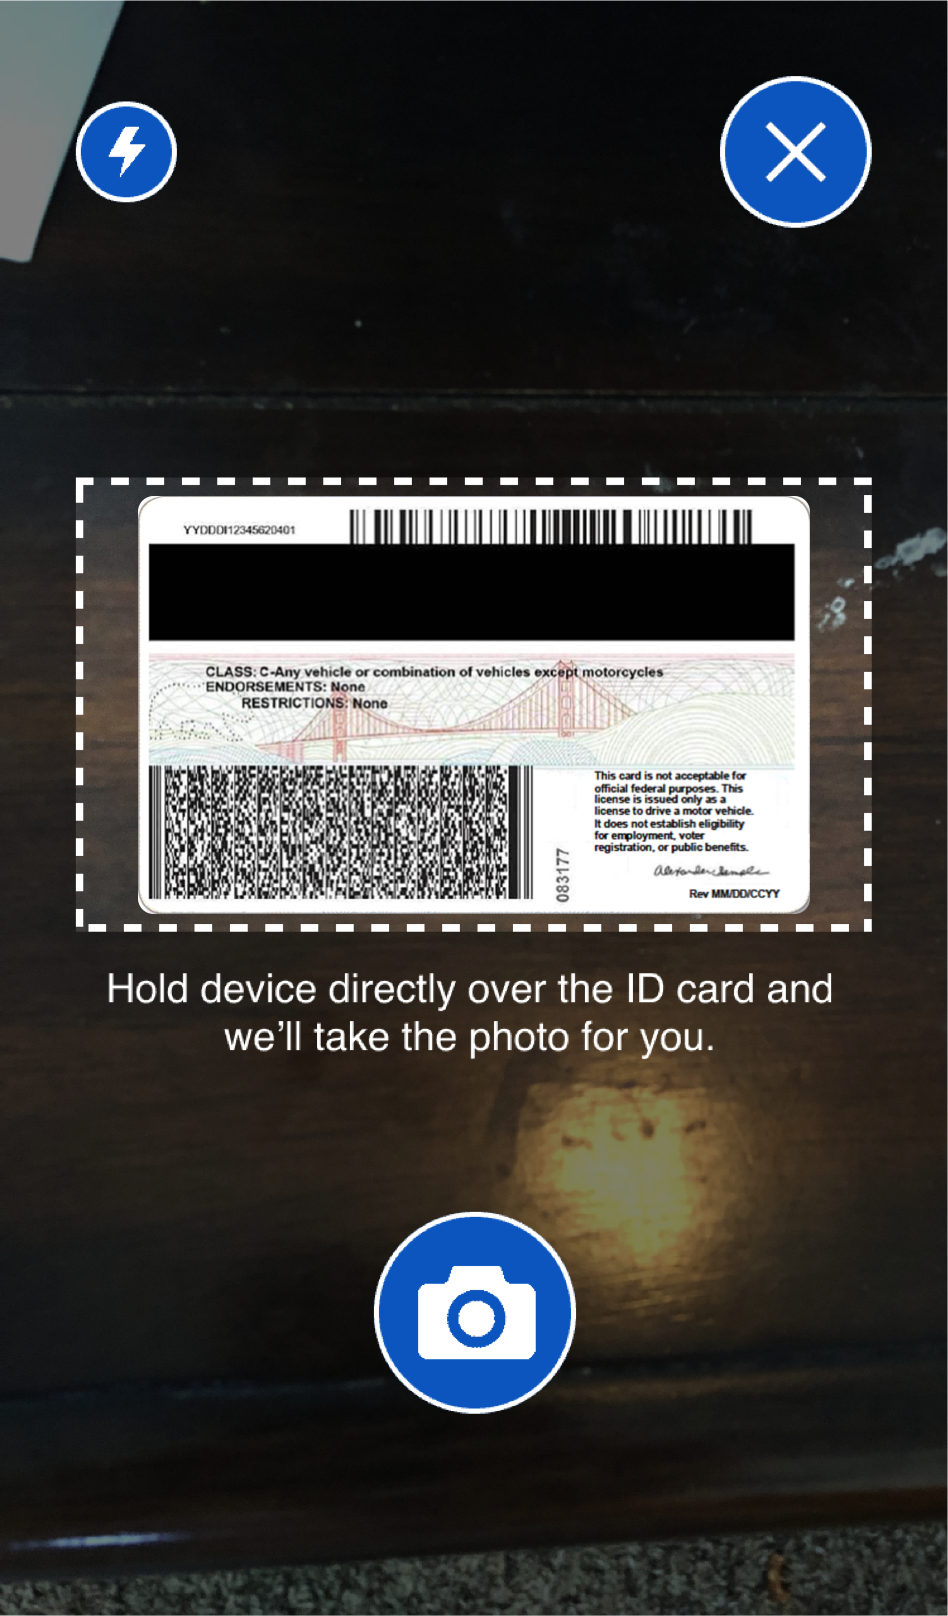 YYDDDI12345620401
CLASS: C-Any vehicle or combination of vehicles except motorcycles
ENDORSEMENTS: None
RESTRICTIONS: None
This card is not acceptable for
official federal purposes. This
license is issued only as a
license to drive a motor vehicle.
It does not establish eligibility
for employment, voter
registration, or public benefits.
083177
Alexander Sample
Rev MM/DD/CCYY
Hold device directly over the ID card and
we’ll take the photo for you.